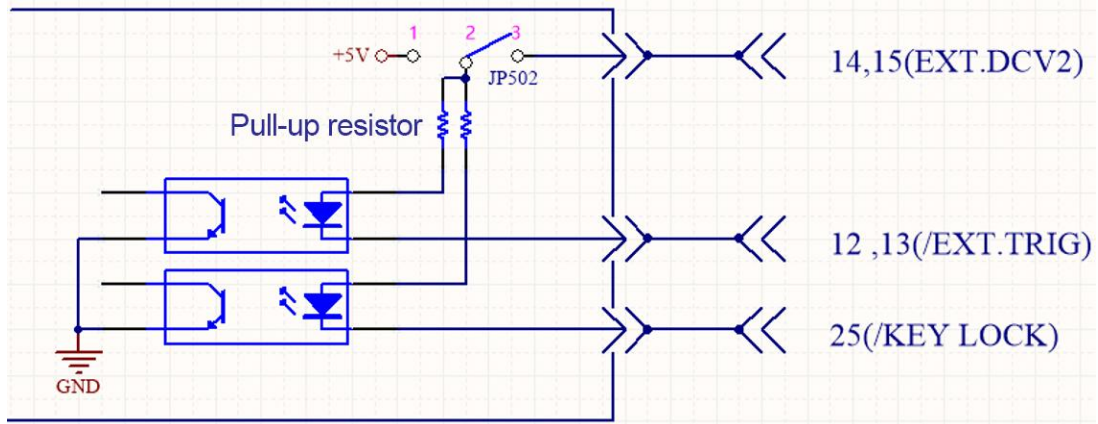 1 2 3
+5V
JP502
14,15(EXT.DCV2)
Pull-up resistor
12 ,13(/EXT.TRIG)
25(/KEY LOCK)
GND